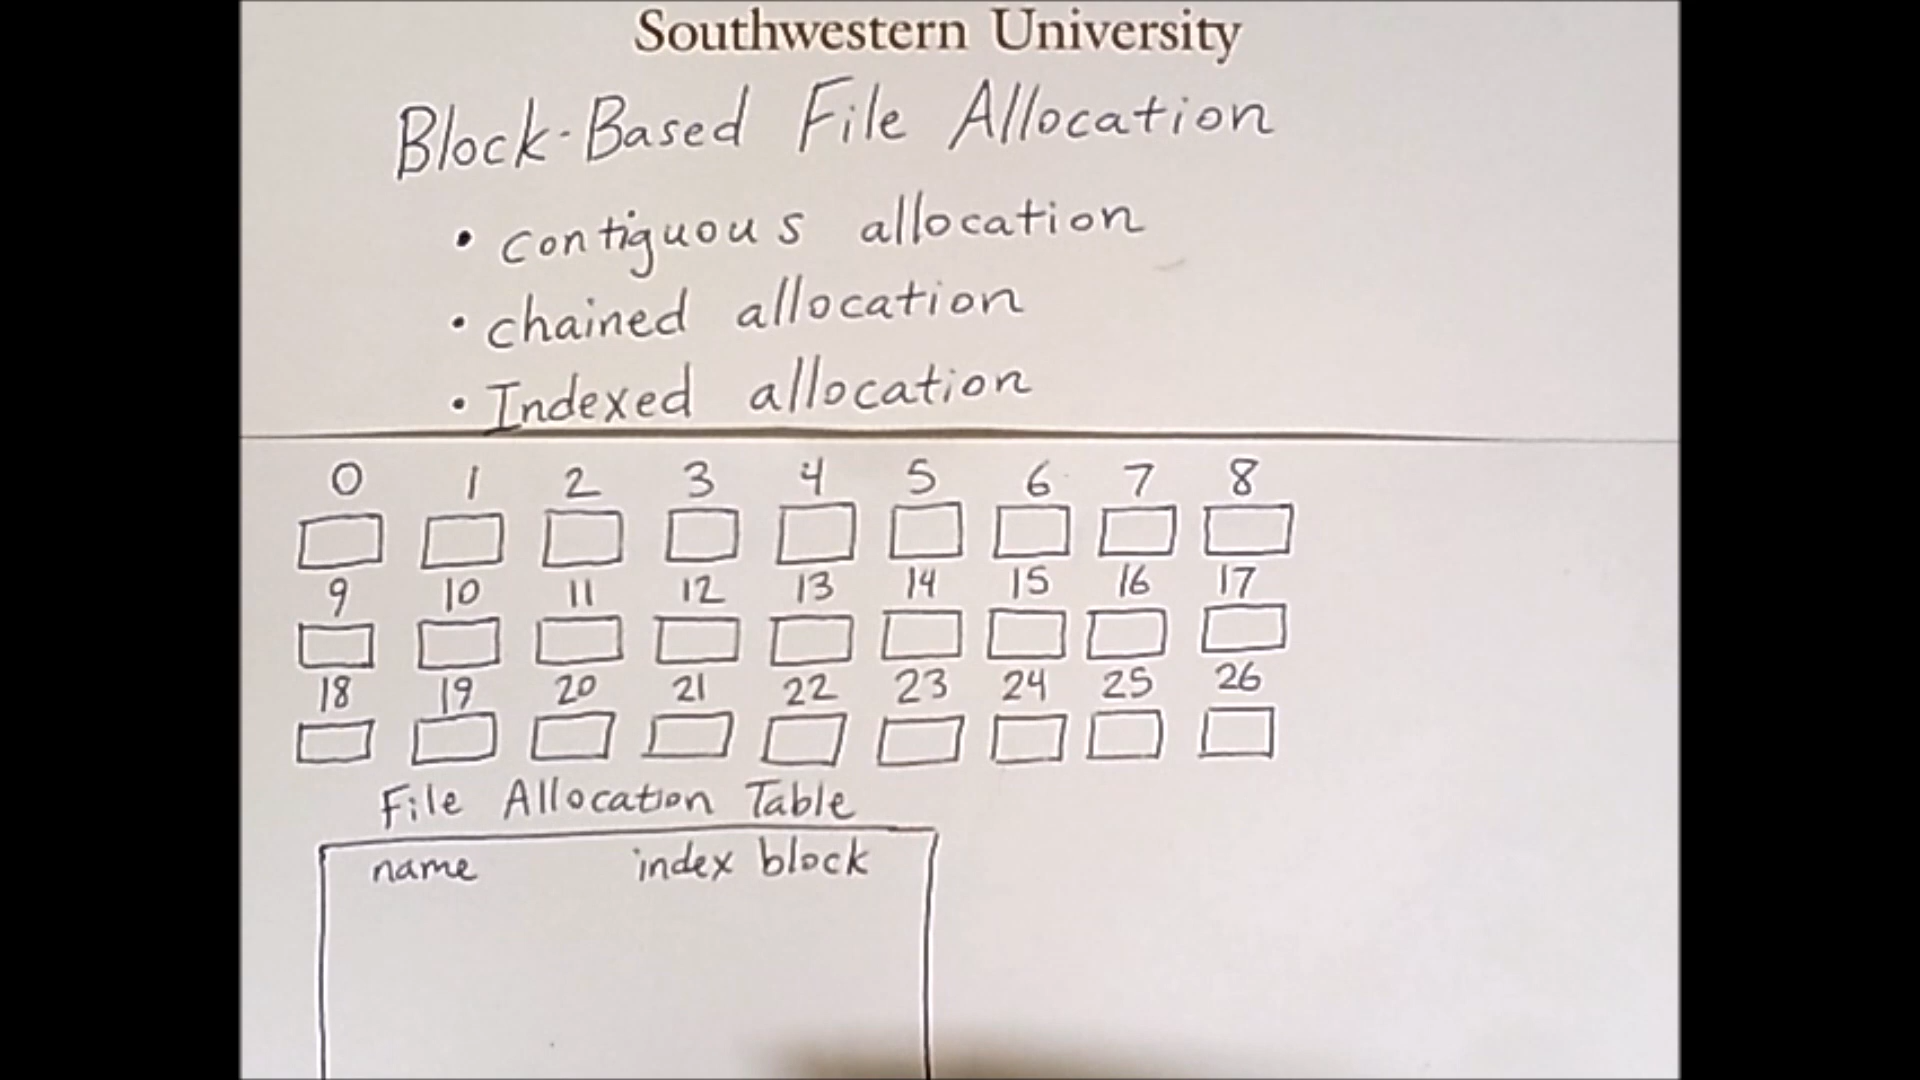 Southwestern University
Block-Based File Allocation
• contiguous allocation
• chained allocation
• Indexed allocation
0 1 2 3 4 5 6 7 8
9 10 11 12 13 14 15 16 17
18 19 20 21 22 23 24 25 26
File Allocation Table
name index block